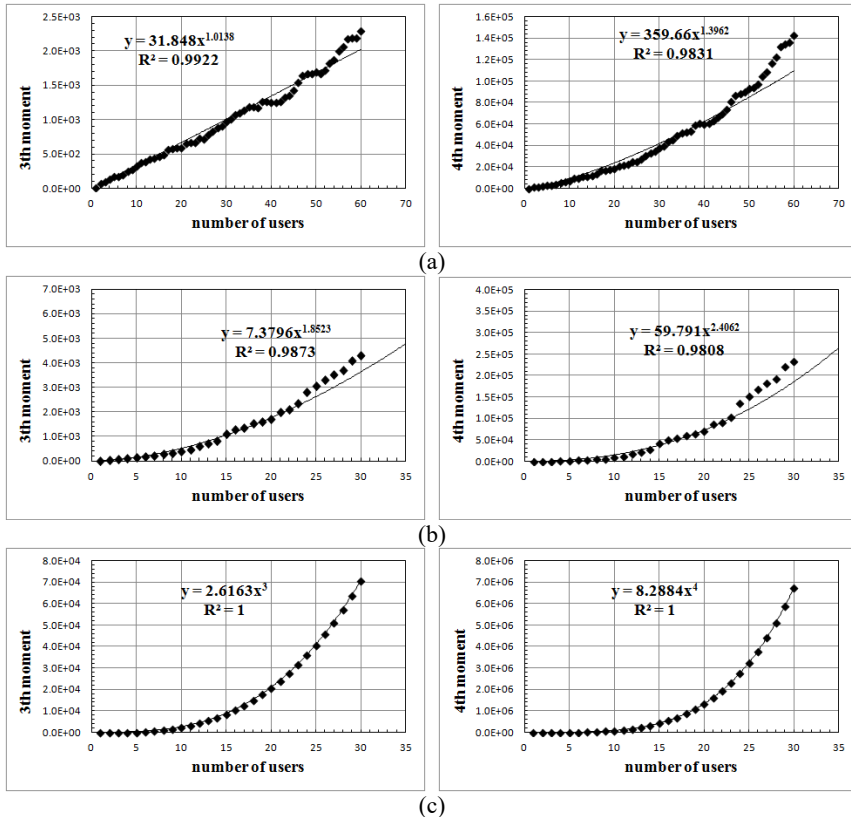 2.5E+03
2.0E+03
1.5E+03
1.0E+03
5.0E+02
0.0E+00
3th moment
y = 31.848x^1.0138
R² = 0.9922
0 10 20 30 40 50 60 70
number of users
1.6E+05
1.4E+05
1.2E+05
1.0E+05
8.0E+04
6.0E+04
4.0E+04
2.0E+04
0.0E+00
4th moment
y = 359.66x^1.3962
R² = 0.9831
0 10 20 30 40 50 60 70
number of users
(a)
7.0E+03
6.0E+03
5.0E+03
4.0E+03
3.0E+03
2.0E+03
1.0E+03
0.0E+00
3th moment
y = 7.3796x^1.8523
R² = 0.9873
0 5 10 15 20 25 30 35
number of users
4.0E+05
3.5E+05
3.0E+05
2.5E+05
2.0E+05
1.5E+05
1.0E+05
5.0E+04
0.0E+00
4th moment
y = 59.791x^2.4062
R² = 0.9808
0 5 10 15 20 25 30 35
number of users
(b)
8.0E+04
7.0E+04
6.0E+04
5.0E+04
4.0E+04
3.0E+04
2.0E+04
1.0E+04
0.0E+00
3th moment
y = 2.6163x^3
R² = 1
0 5 10 15 20 25 30 35
number of users
8.0E+06
7.0E+06
6.0E+06
5.0E+06
4.0E+06
3.0E+06
2.0E+06
1.0E+06
0.0E+00
4th moment
y = 8.2884x^4
R² = 1
0 5 10 15 20 25 30 35
number of users
(c)